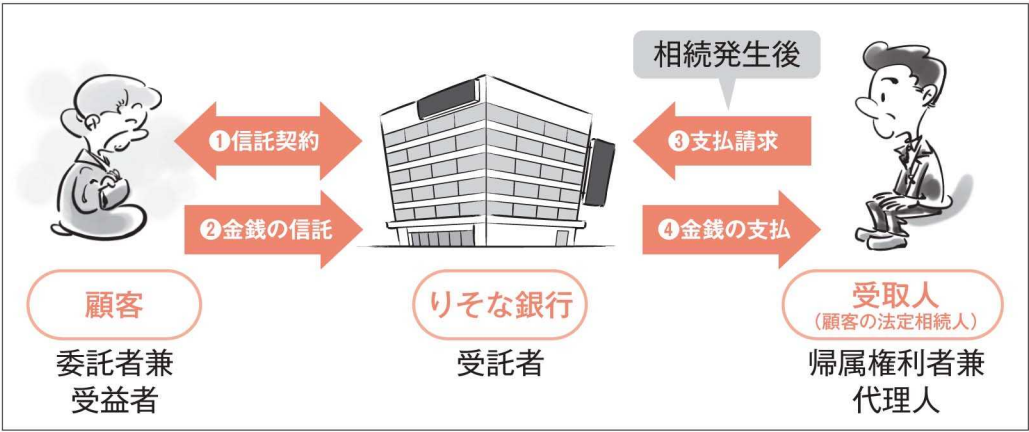 相続発生後
❶信託契約
❸支払請求
❷金銭の信託
❹金銭の支払
顧客
委託者兼
受益者
りそな銀行
受託者
受取人
(顧客の法定相続人)
帰属権利者兼
代理人